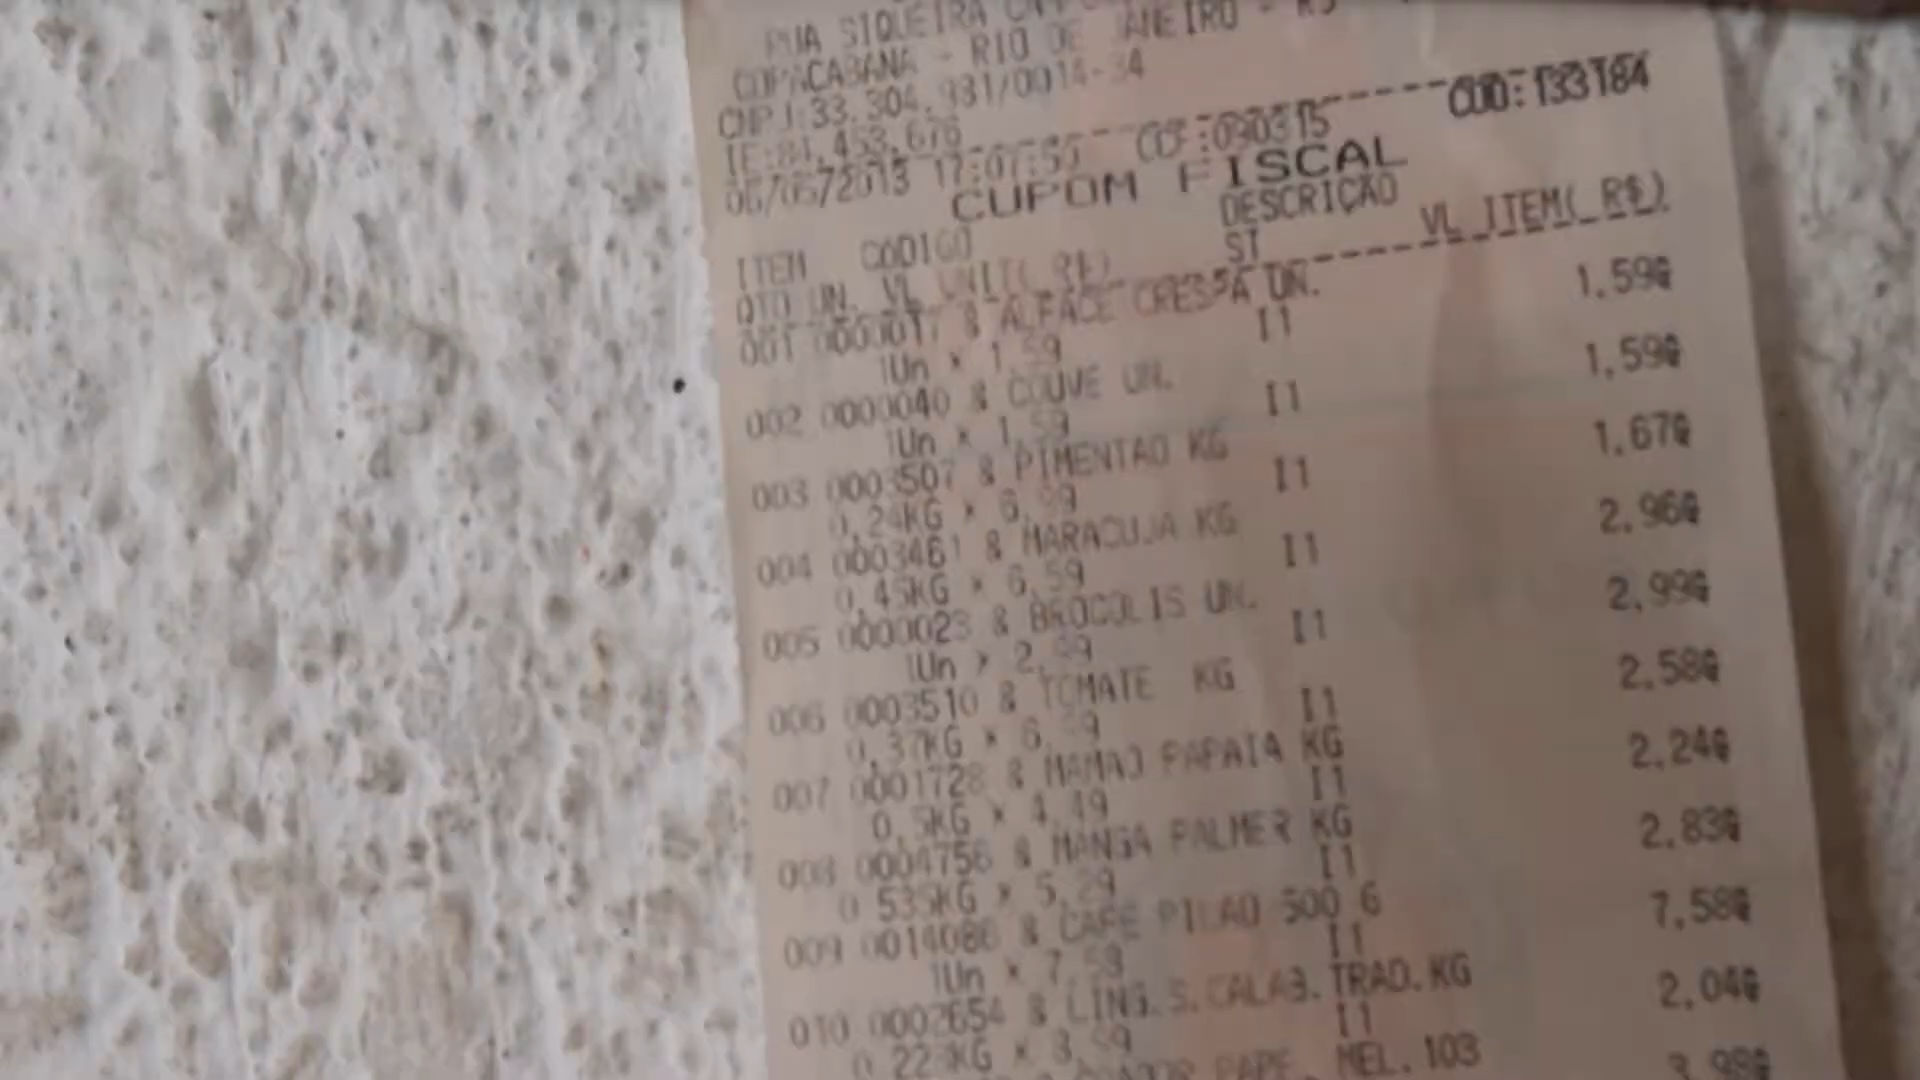 RUA SIQUEIRA
COPACABANA - RIO DE JANEIRO - RJ
CNPJ:33.304.981/0014-34
IE:81.453.676
06/05/2013 17:07:55 CCF:090315 COO:133184
CUPOM FISCAL
ITEM CÓDIGO DESCRIÇÃO
QTD UN. VL UNIT( R$) ST VL ITEM( R$)
001 0000017 & ALFACE CRESPA UN.
1Un x 1,59 I1 1,59G
002 0000040 & COUVE UN.
1Un x 1,59 I1 1,59G
003 0003507 & PIMENTAO KG
0,24KG x 6,99 I1 1,67G
004 0003461 & MARACUJA KG
0,45KG x 6,59 I1 2,96G
005 0000023 & BROCOLIS UN.
1Un x 2,99 I1 2,99G
006 0003510 & TOMATE KG
0,37KG x 6,99 I1 2,58G
007 0001728 & MAMAO PAPAIA KG
0,5KG x 4,49 I1 2,24G
008 0004756 & MANGA PALMER KG
0,535KG x 5,29 I1 2,83G
009 0014086 & CAFE PILAO 500 G
1Un x 7,58 I1 7,58G
010 0002654 & LING.S.CALAB.TRAD.KG
I1 2,04G
PAPE. MEL.103
3,98G